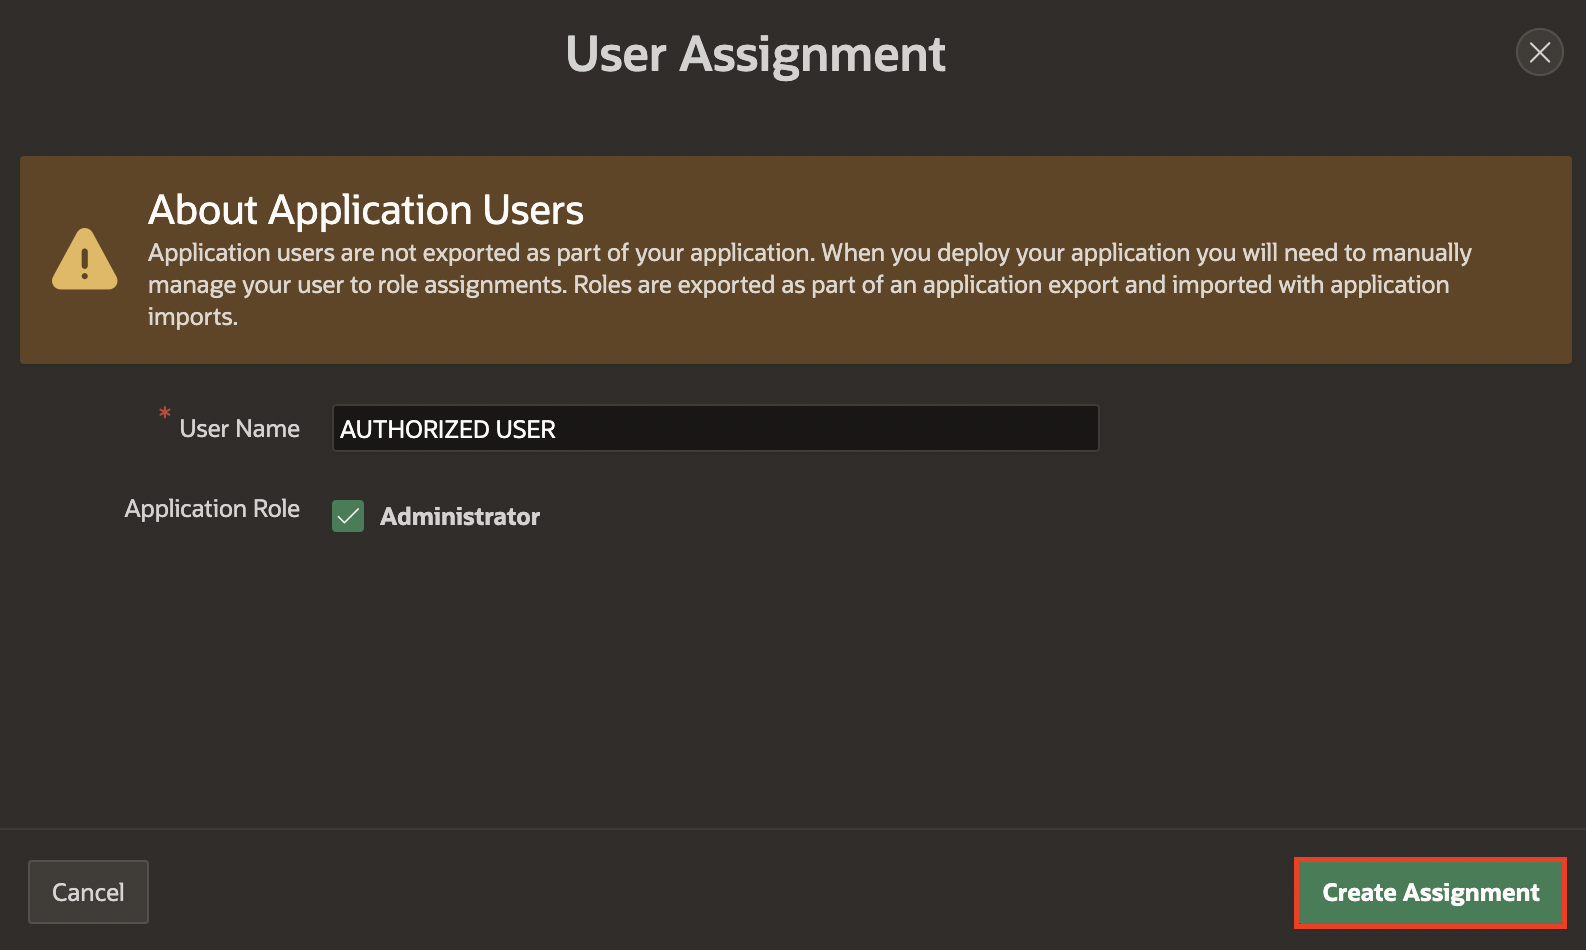 User Assignment
About Application Users
Application users are not exported as part of your application. When you deploy your application you will need to manually
manage your user to role assignments. Roles are exported as part of an application export and imported with application
imports.
* User Name
AUTHORIZED USER
Application Role
Administrator
Cancel
Create Assignment